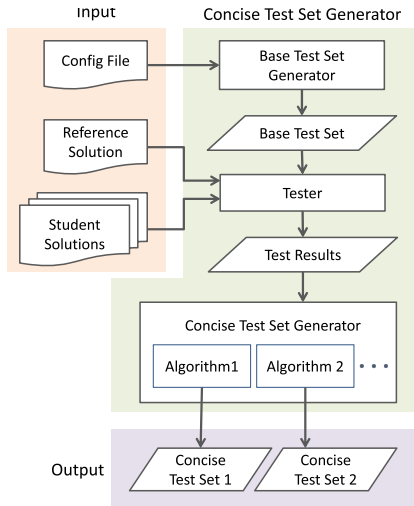 Input
Concise Test Set Generator
Config File
Base Test Set
Generator
Reference
Solution
Base Test Set
Student
Solutions
Tester
Test Results
Concise Test Set Generator
Algorithm1
Algorithm 2
Output
Concise
Test Set 1
Concise
Test Set 2